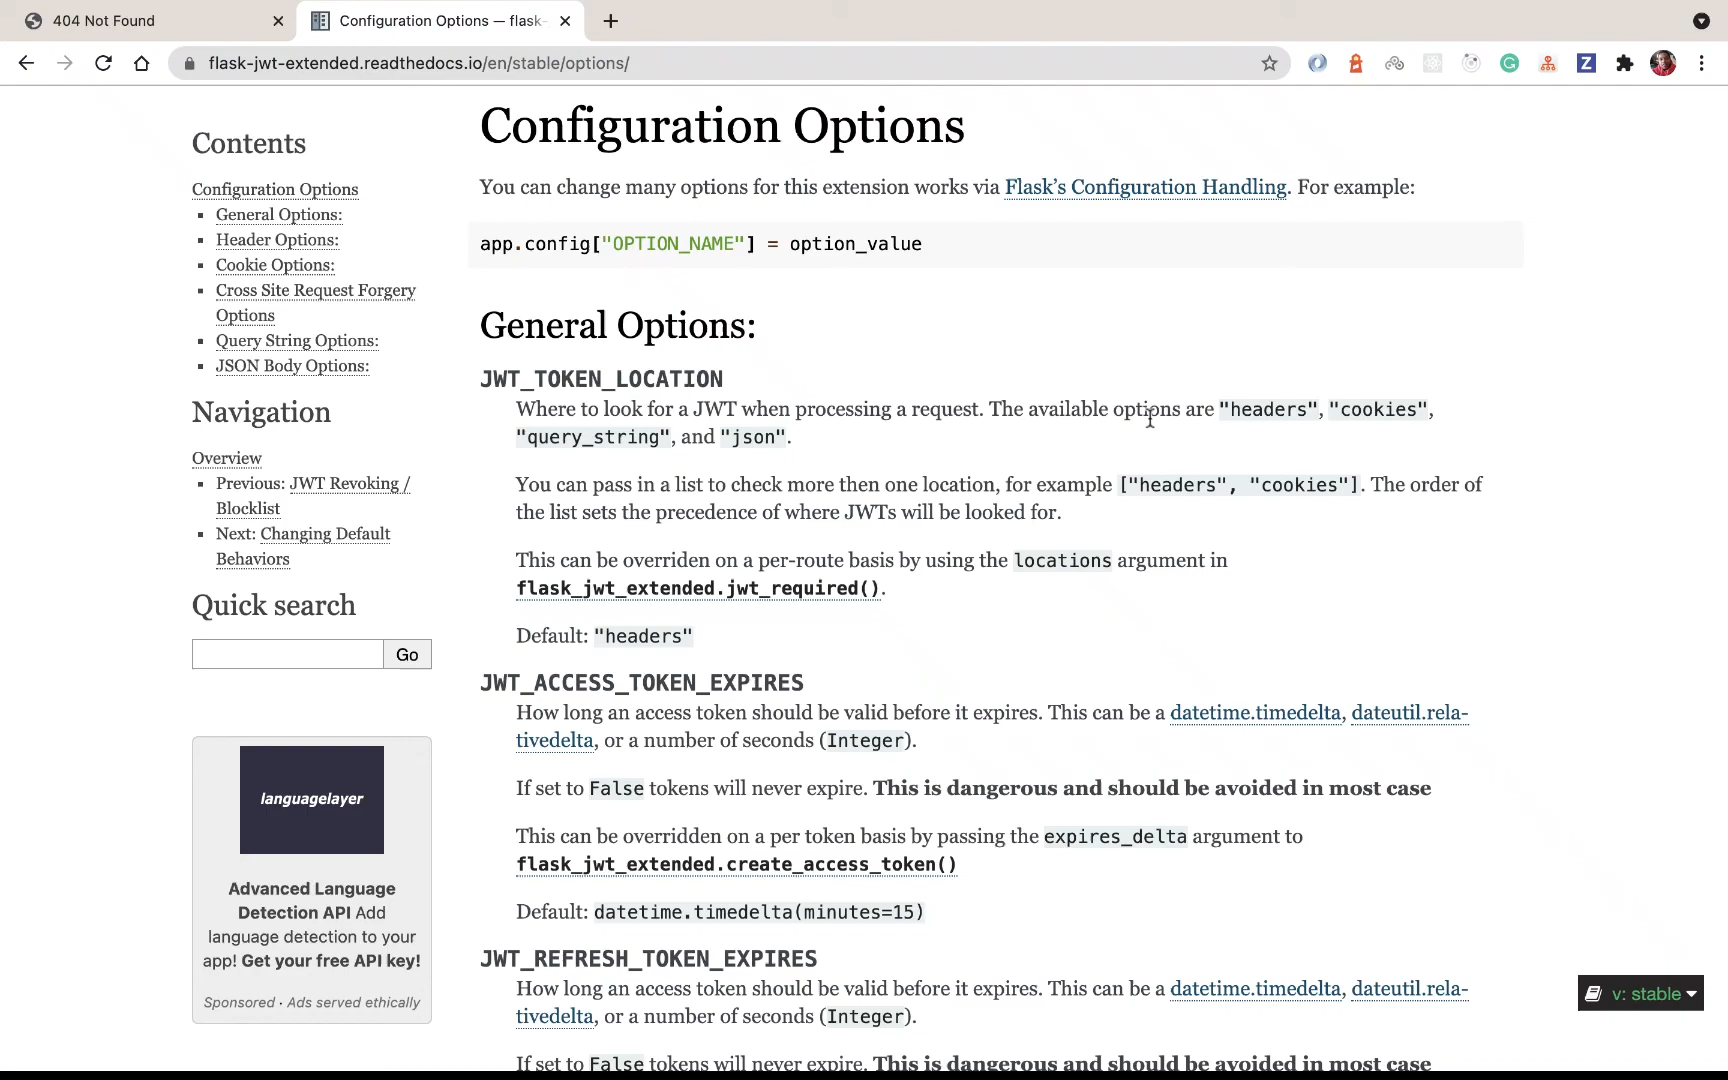 404 Not Found
Configuration Options — flask-
flask-jwt-extended.readthedocs.io/en/stable/options/
Contents
Configuration Options
General Options:
Header Options:
Cookie Options:
Cross Site Request Forgery
Options
Query String Options:
JSON Body Options:
Navigation
Overview
Previous: JWT Revoking /
Blocklist
Next: Changing Default
Behaviors
Quick search
Go
languagelayer
Advanced Language
Detection API Add
language detection to your
app! Get your free API key!
Sponsored · Ads served ethically
Configuration Options
You can change many options for this extension works via Flask’s Configuration Handling. For example:
app.config["OPTION_NAME"] = option_value
General Options:
JWT_TOKEN_LOCATION
Where to look for a JWT when processing a request. The available options are "headers", "cookies",
"query_string", and "json".
You can pass in a list to check more then one location, for example ["headers", "cookies"]. The order of
the list sets the precedence of where JWTs will be looked for.
This can be overriden on a per-route basis by using the locations argument in
flask_jwt_extended.jwt_required().
Default: "headers"
JWT_ACCESS_TOKEN_EXPIRES
How long an access token should be valid before it expires. This can be a datetime.timedelta, dateutil.rela-
tivedelta, or a number of seconds (Integer).
If set to False tokens will never expire. This is dangerous and should be avoided in most case
This can be overridden on a per token basis by passing the expires_delta argument to
flask_jwt_extended.create_access_token()
Default: datetime.timedelta(minutes=15)
JWT_REFRESH_TOKEN_EXPIRES
How long an access token should be valid before it expires. This can be a datetime.timedelta, dateutil.rela-
tivedelta, or a number of seconds (Integer).
If set to False tokens will never expire. This is dangerous and should be avoided in most case
v: stable
Z